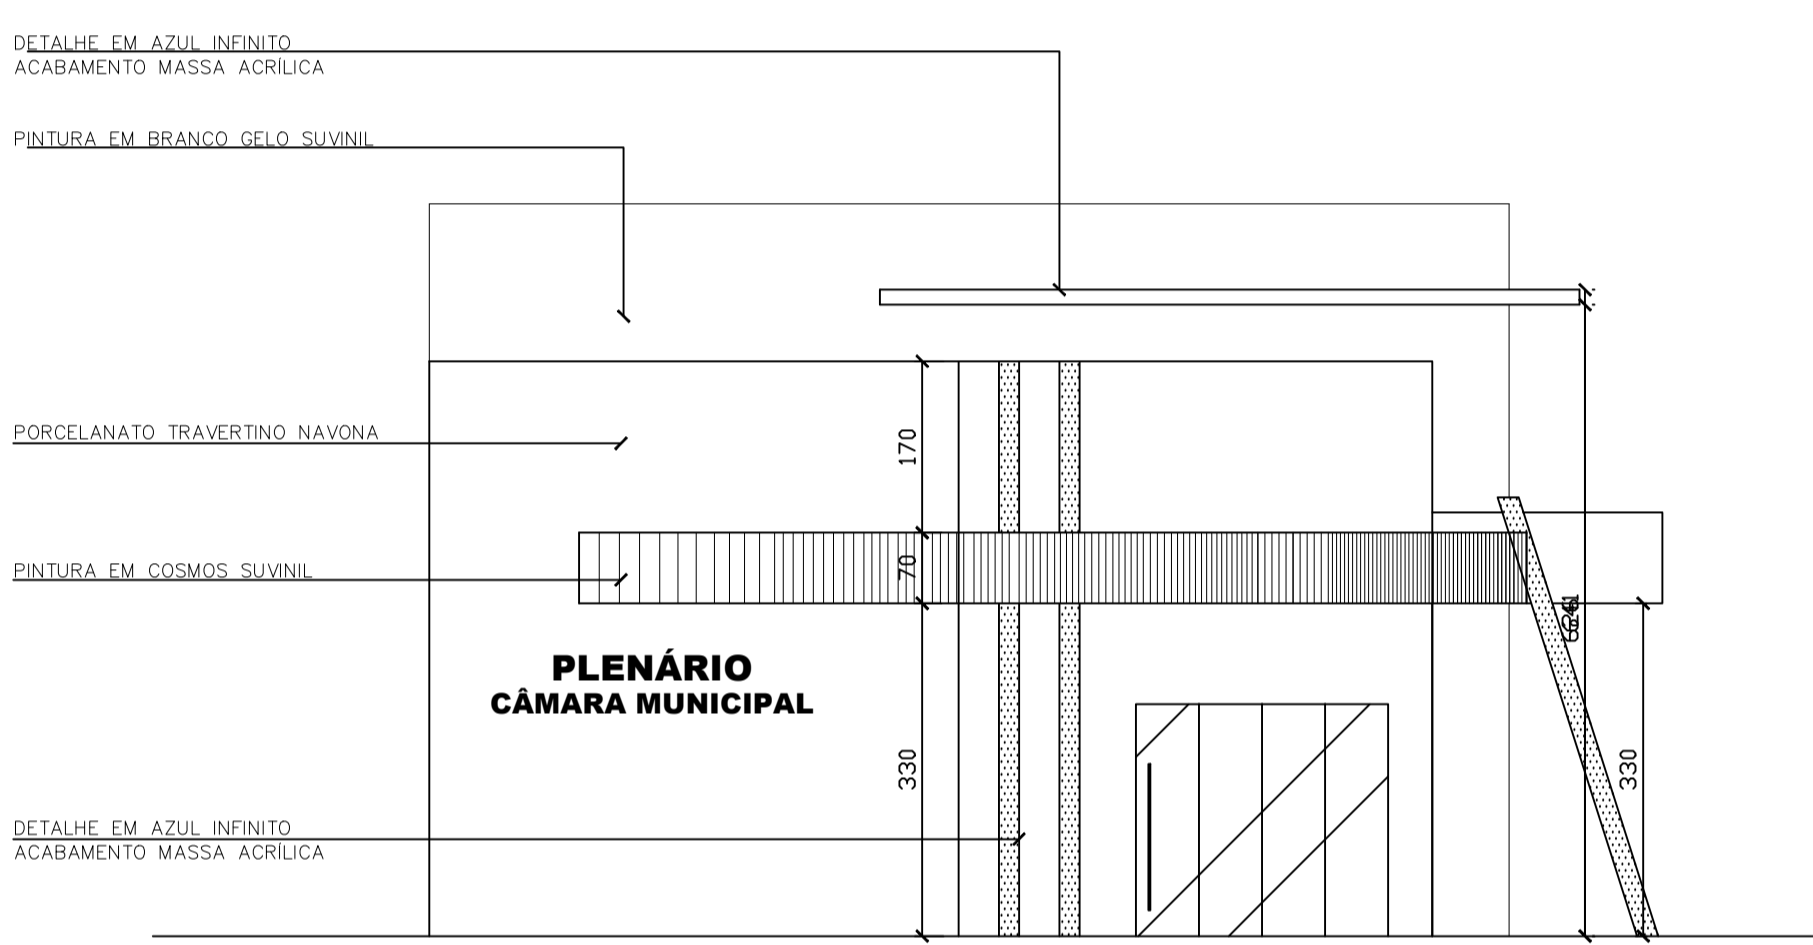 DETALHE EM AZUL INFINITO
ACABAMENTO MASSA ACRÍLICA
PINTURA EM BRANCO GELO SUVINIL
PORCELANATO TRAVERTINO NAVONA
170
PINTURA EM COSMOS SUVINIL
70
PLENÁRIO
CÂMARA MUNICIPAL
330
330
DETALHE EM AZUL INFINITO
ACABAMENTO MASSA ACRÍLICA